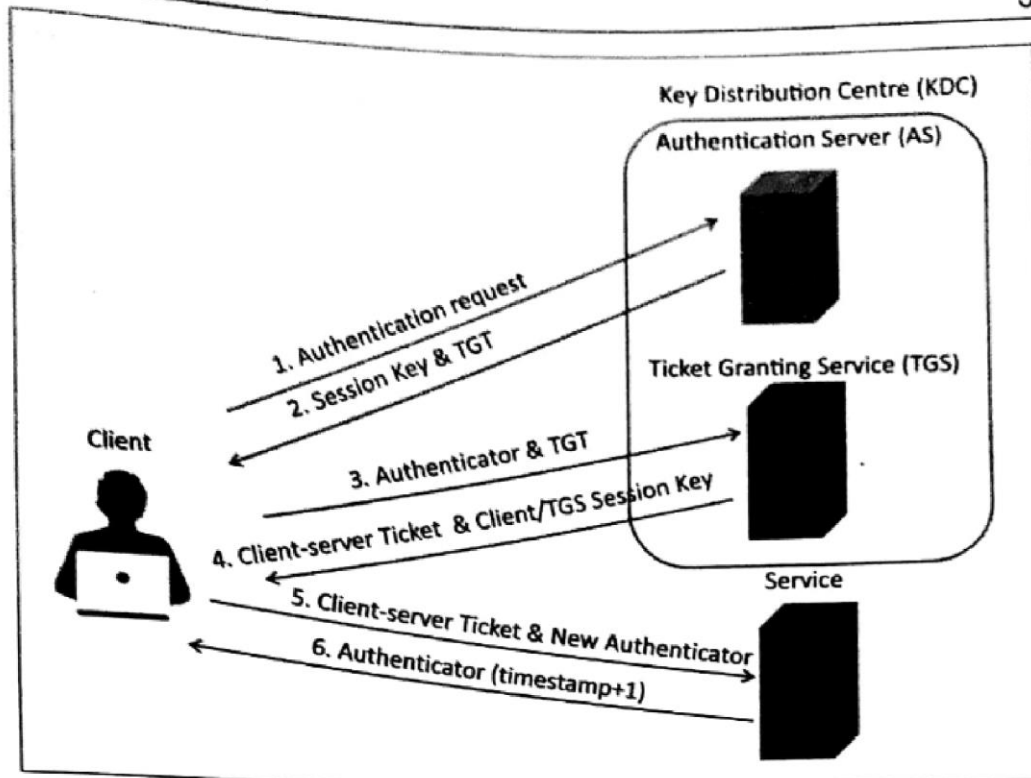 Key Distribution Centre (KDC)
Authentication Server (AS)
1. Authentication request
2. Session Key & TGT
Ticket Granting Service (TGS)
Client
3. Authenticator & TGT
4. Client-server Ticket & Client/TGS Session Key
Service
5. Client-server Ticket & New Authenticator
6. Authenticator (timestamp+1)